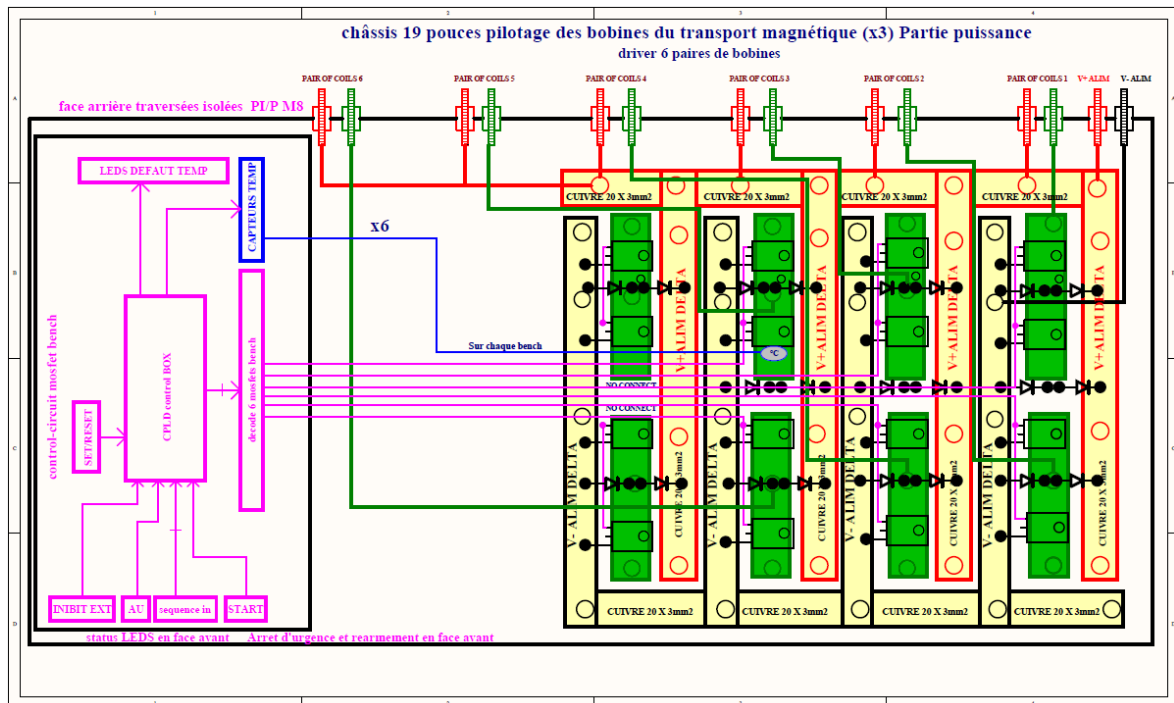 1 2 3 4
châssis 19 pouces pilotage des bobines du transport magnétique (x3) Partie puissance
driver 6 paires de bobines
PAIR OF COILS 6 PAIR OF COILS 5 PAIR OF COILS 4 PAIR OF COILS 3 PAIR OF COILS 2 PAIR OF COILS 1 V+ ALIM V- ALIM
A
face arrière traversées isolées PI/P M8
LEDS DEFAUT TEMP
CAPTEURS TEMP
CUIVRE 20 X 3mm2 CUIVRE 20 X 3mm2 CUIVRE 20 X 3mm2 CUIVRE 20 X 3mm2
x6
B
V+ALIM DELTA V+ALIM DELTA V+ALIM DELTA V+ALIM DELTA
Sur chaque bench
°C
control-circuit mosfet bench
CPLD control BOX
decode 6 mosfets bench
SET/RESET
NO CONNECT
NO CONNECT
C
V- ALIM DELTA V- ALIM DELTA V- ALIM DELTA V- ALIM DELTA
CUIVRE 20 X 3mm2 CUIVRE 20 X 3mm2 CUIVRE 20 X 3mm2 CUIVRE 20 X 3mm2
INIBIT EXT AU sequence in START
CUIVRE 20 X 3mm2 CUIVRE 20 X 3mm2 CUIVRE 20 X 3mm2 CUIVRE 20 X 3mm2
D
status LEDS en face avant Arret d'urgence et rearmement en face avant